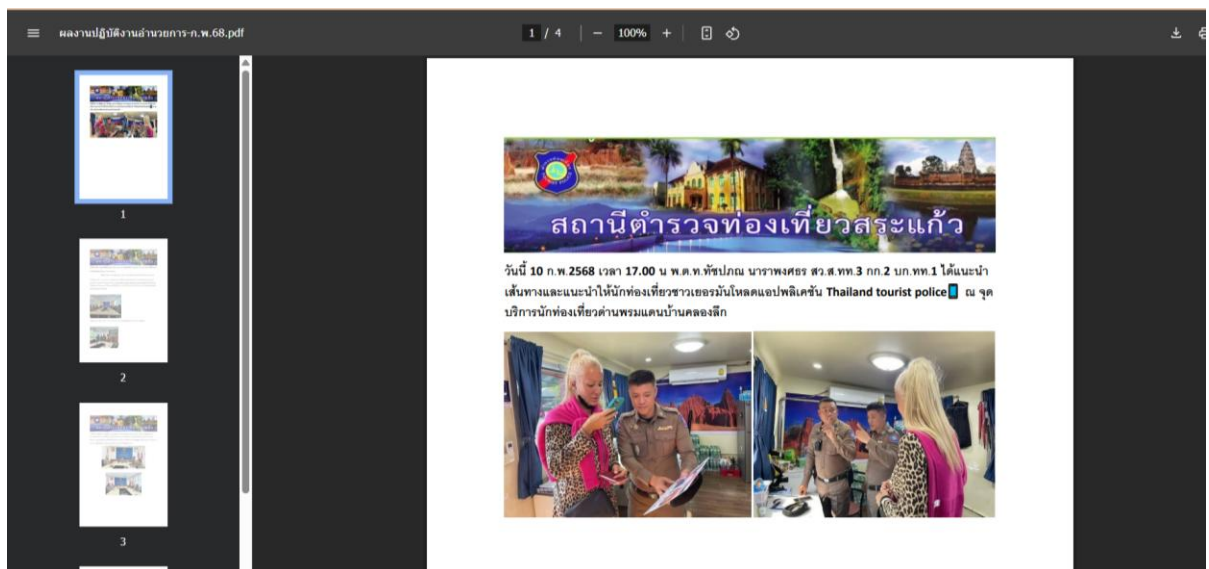 ผลงานปฏิบัติงานอำนวยการ-ก.พ.68.pdf
1 / 4
100%
1
2
3
สถานีตำรวจท่องเที่ยวสระแก้ว
วันนี้ 10 ก.พ.2568 เวลา 17.00 น พ.ต.ท.ทัชปภณ นาราพงศธร สว.ส.ทท.3 กก.2 บก.ทท.1 ได้แนะนำ
เส้นทางและแนะนำให้นักท่องเที่ยวชาวเยอรมันโหลดแอปพลิเคชัน Thailand tourist police ณ จุด
บริการนักท่องเที่ยวด่านพรมแดนบ้านคลองลึก